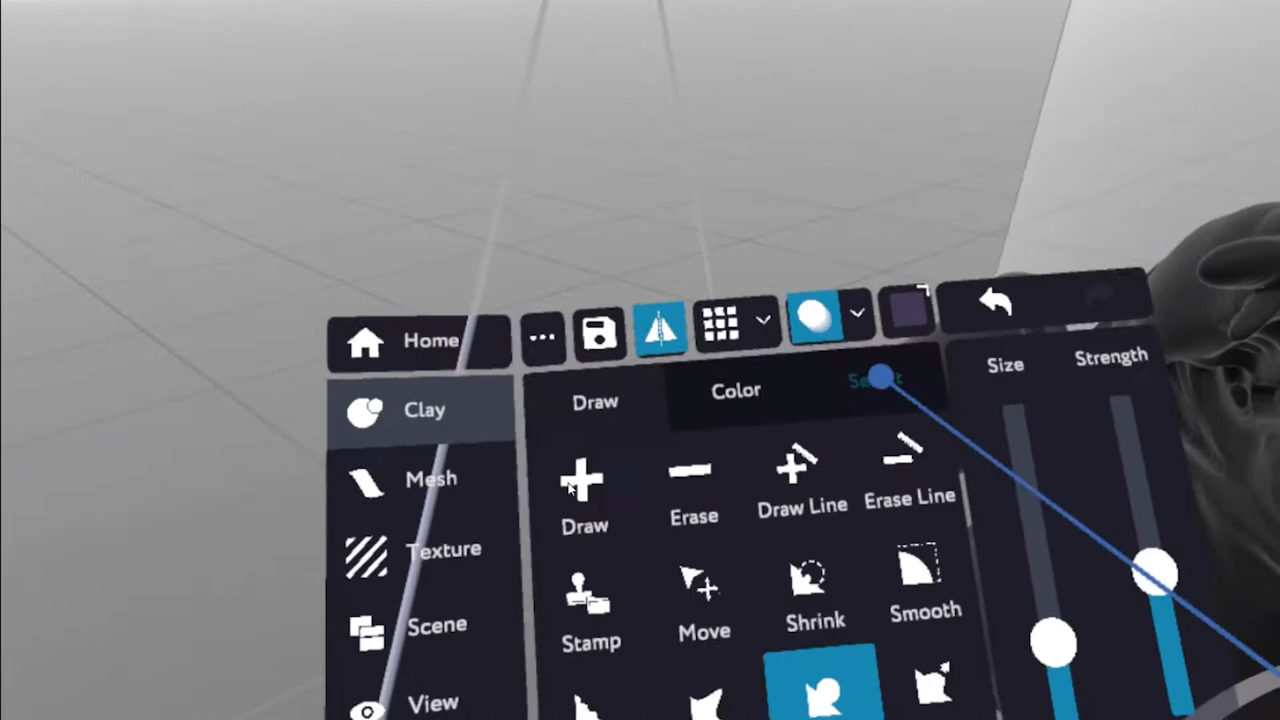 Home
Clay
Mesh
Texture
Scene
View
Draw
Color
Draw
Erase
Draw Line
Erase Line
Stamp
Move
Shrink
Smooth
Size
Strength